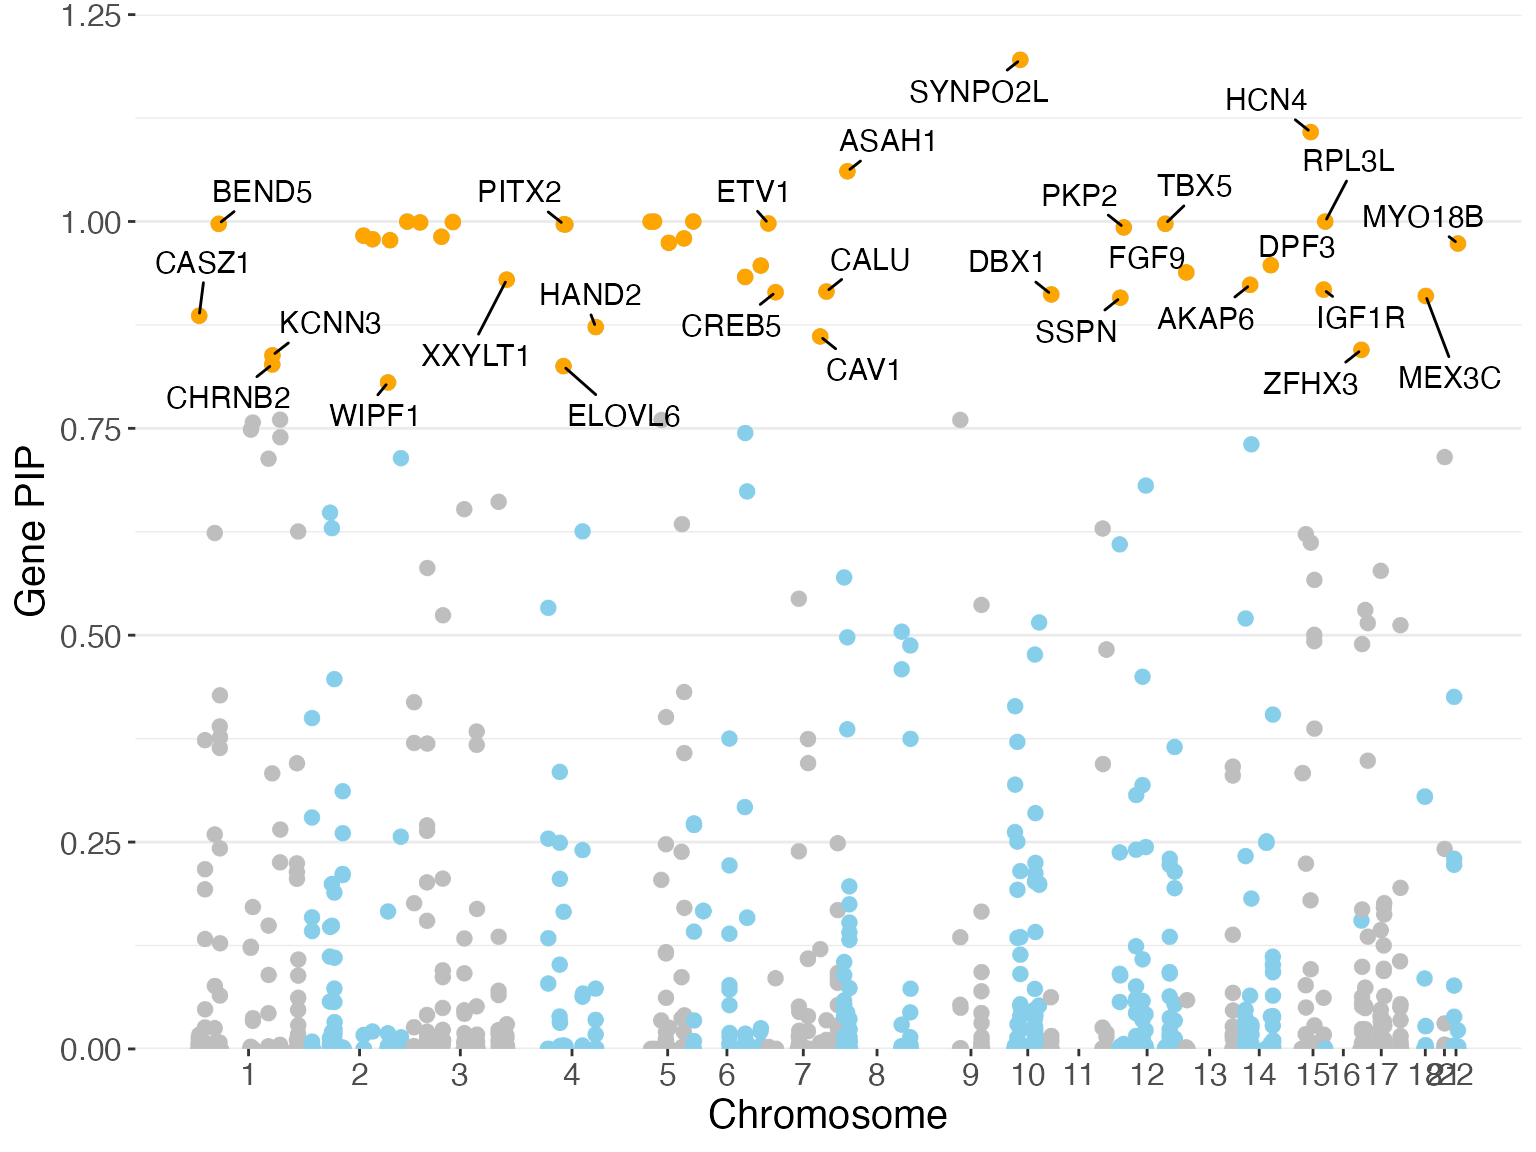 1.25
SYNPO2L
HCN4
ASAH1
RPL3L
BEND5
PITX2
ETV1
PKP2
TBX5
1.00
MYO18B
CASZ1
CALU
DBX1
FGF9
DPF3
HAND2
KCNN3
CREB5
SSPN
AKAP6
IGF1R
XXYLT1
CAV1
ZFHX3
MEX3C
CHRNB2
WIPF1
ELOVL6
0.75
Gene PIP
0.50
0.25
0.00
1 2 3 4 5 6 7 8 9 10 11 12 13 14 15 16 17 18 22
Chromosome